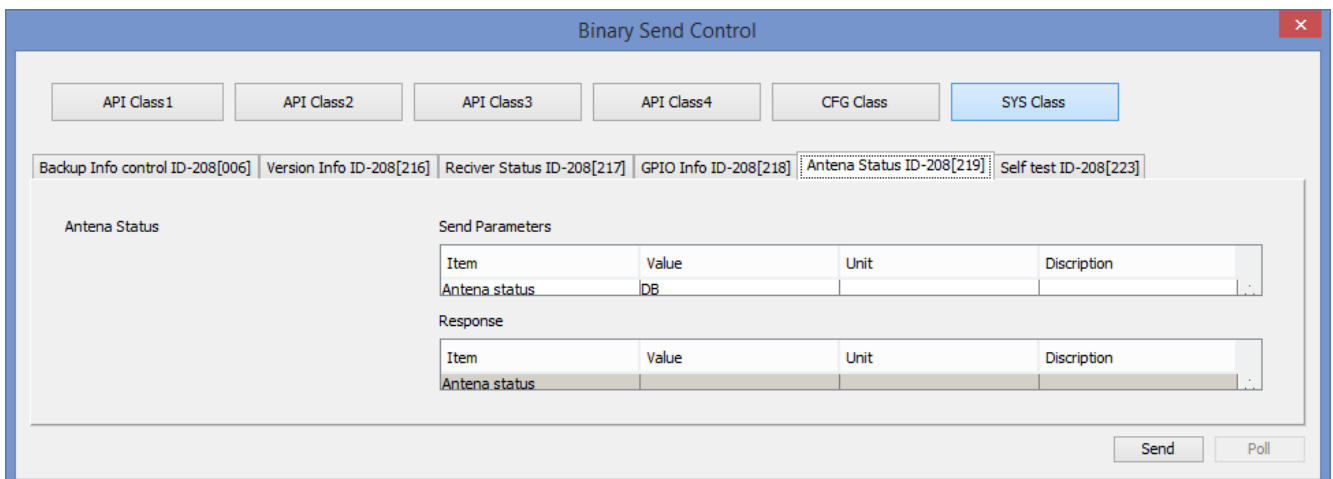 Binary Send Control
API Class1 API Class2 API Class3 API Class4 CFG Class SYS Class
Backup Info control ID-208[006] Version Info ID-208[216] Reciver Status ID-208[217] GPIO Info ID-208[218] Antena Status ID-208[219] Self test ID-208[223]
Antena Status Send Parameters
Item Value Unit Discription
Antena status DB
Response
Item Value Unit Discription
Antena status
Send Poll